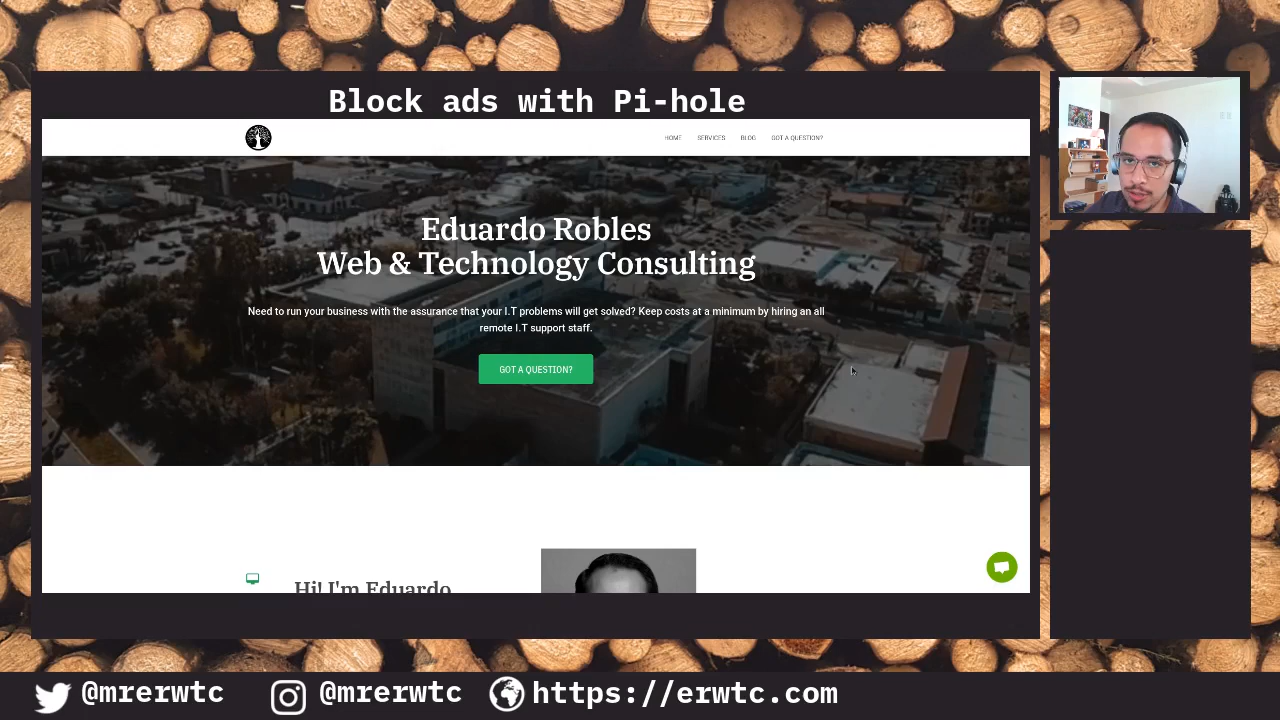 Block ads with Pi-hole
HOME SERVICES BLOG GOT A QUESTION?
Eduardo Robles
Web & Technology Consulting
Need to run your business with the assurance that your I.T problems will get solved? Keep costs at a minimum by hiring an all
remote I.T support staff.
GOT A QUESTION?
Hi! I'm Eduardo
@mrerwtc @mrerwtc https://erwtc.com